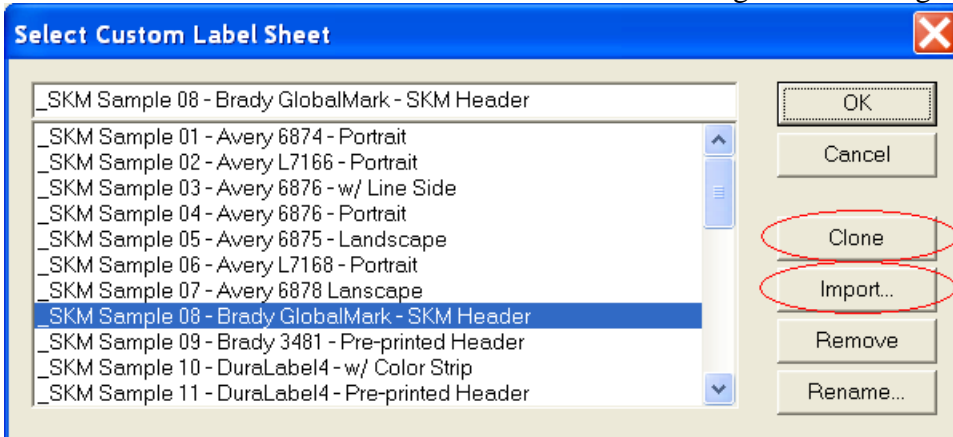 Select Custom Label Sheet
_SKM Sample 08 - Brady GlobalMark - SKM Header
_SKM Sample 01 - Avery 6874 - Portrait
_SKM Sample 02 - Avery L7166 - Portrait
_SKM Sample 03 - Avery 6876 - w/ Line Side
_SKM Sample 04 - Avery 6876 - Portrait
_SKM Sample 05 - Avery 6875 - Landscape
_SKM Sample 06 - Avery L7168 - Portrait
_SKM Sample 07 - Avery 6878 Lanscape
_SKM Sample 08 - Brady GlobalMark - SKM Header
_SKM Sample 09 - Brady 3481 - Pre-printed Header
_SKM Sample 10 - DuraLabel4 - w/ Color Strip
_SKM Sample 11 - DuraLabel4 - Pre-printed Header
OK
Cancel
Clone
Import...
Remove
Rename...